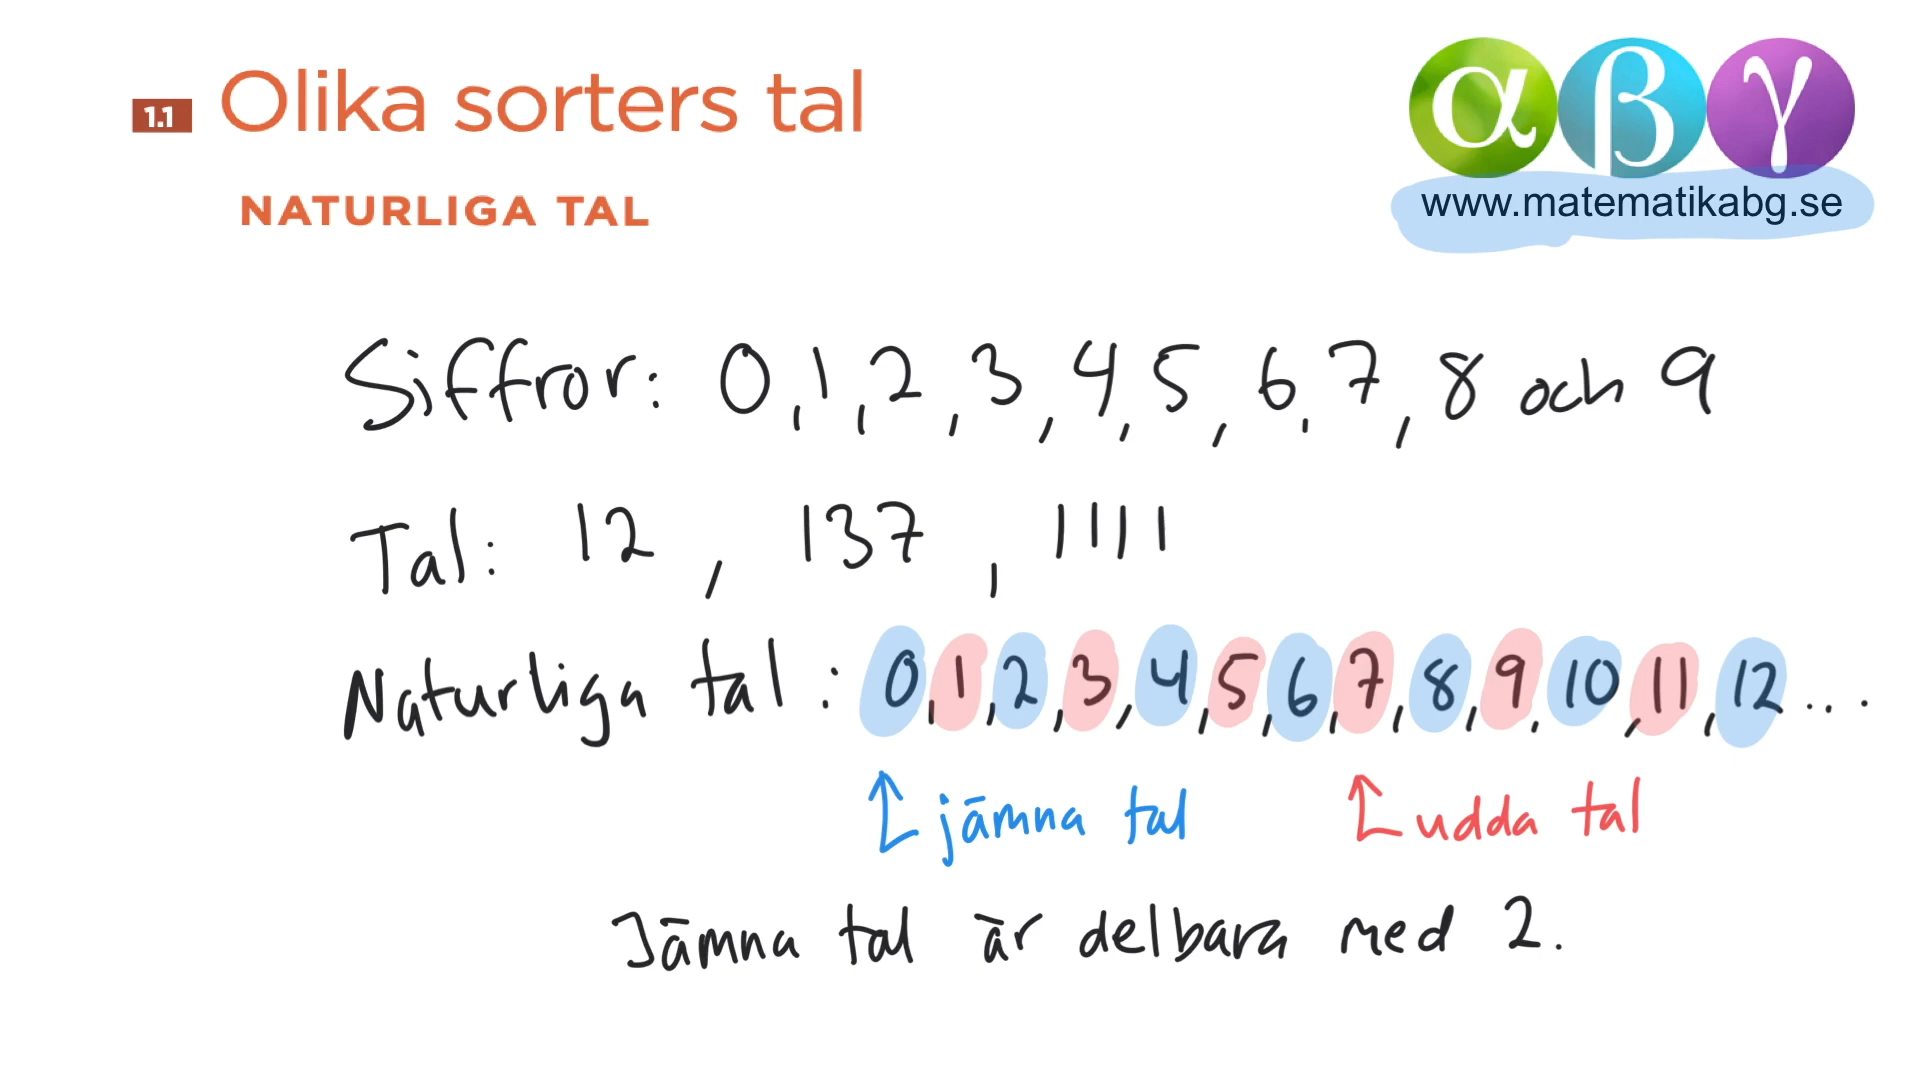 1.1 Olika sorters tal
α β γ
www.matematikabg.se
NATURLIGA TAL
Siffror: 0, 1, 2, 3, 4, 5, 6, 7, 8 och 9
Tal: 12, 137, 1111
Naturliga tal: 0, 1, 2, 3, 4, 5, 6, 7, 8, 9, 10, 11, 12...
jämna tal
udda tal
Jämna tal är delbara med 2.